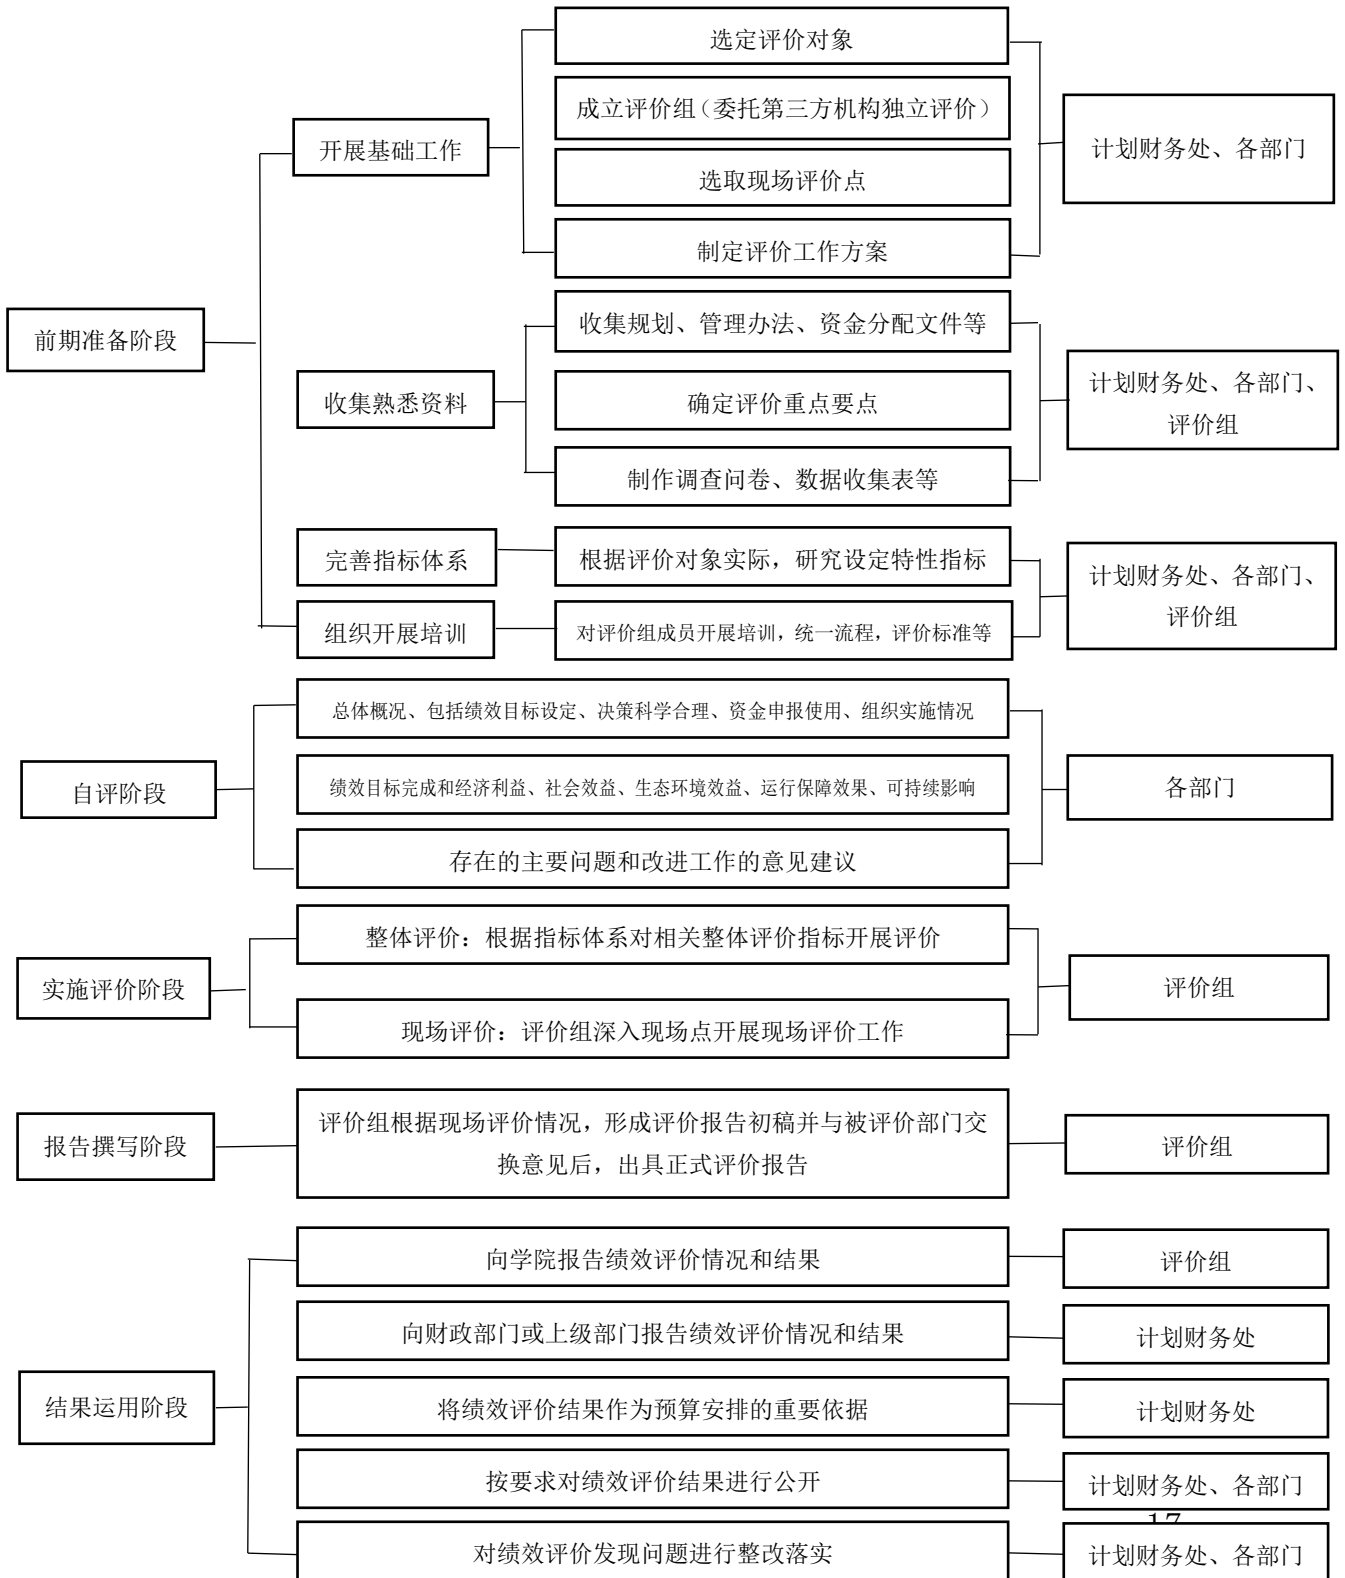 选定评价对象
成立评价组（委托第三方机构独立评价）
开展基础工作
计划财务处、各部门
选取现场评价点
制定评价工作方案
前期准备阶段
收集规划、管理办法、资金分配文件等
收集熟悉资料
确定评价重点要点
计划财务处、各部门、
评价组
制作调查问卷、数据收集表等
完善指标体系
根据评价对象实际，研究设定特性指标
计划财务处、各部门、
评价组
组织开展培训
对评价组成员开展培训，统一流程，评价标准等
总体概况、包括绩效目标设定、决策科学合理、资金申报使用、组织实施情况
自评阶段
绩效目标完成和经济利益、社会效益、生态环境效益、运行保障效果、可持续影响
各部门
存在的主要问题和改进工作的意见建议
整体评价：根据指标体系对相关整体评价指标开展评价
实施评价阶段
评价组
现场评价：评价组深入现场点开展现场评价工作
报告撰写阶段
评价组根据现场评价情况，形成评价报告初稿并与被评价部门交
换意见后，出具正式评价报告
评价组
向学院报告绩效评价情况和结果
评价组
向财政部门或上级部门报告绩效评价情况和结果
计划财务处
结果运用阶段
将绩效评价结果作为预算安排的重要依据
计划财务处
按要求对绩效评价结果进行公开
计划财务处、各部门
17
对绩效评价发现问题进行整改落实
计划财务处、各部门